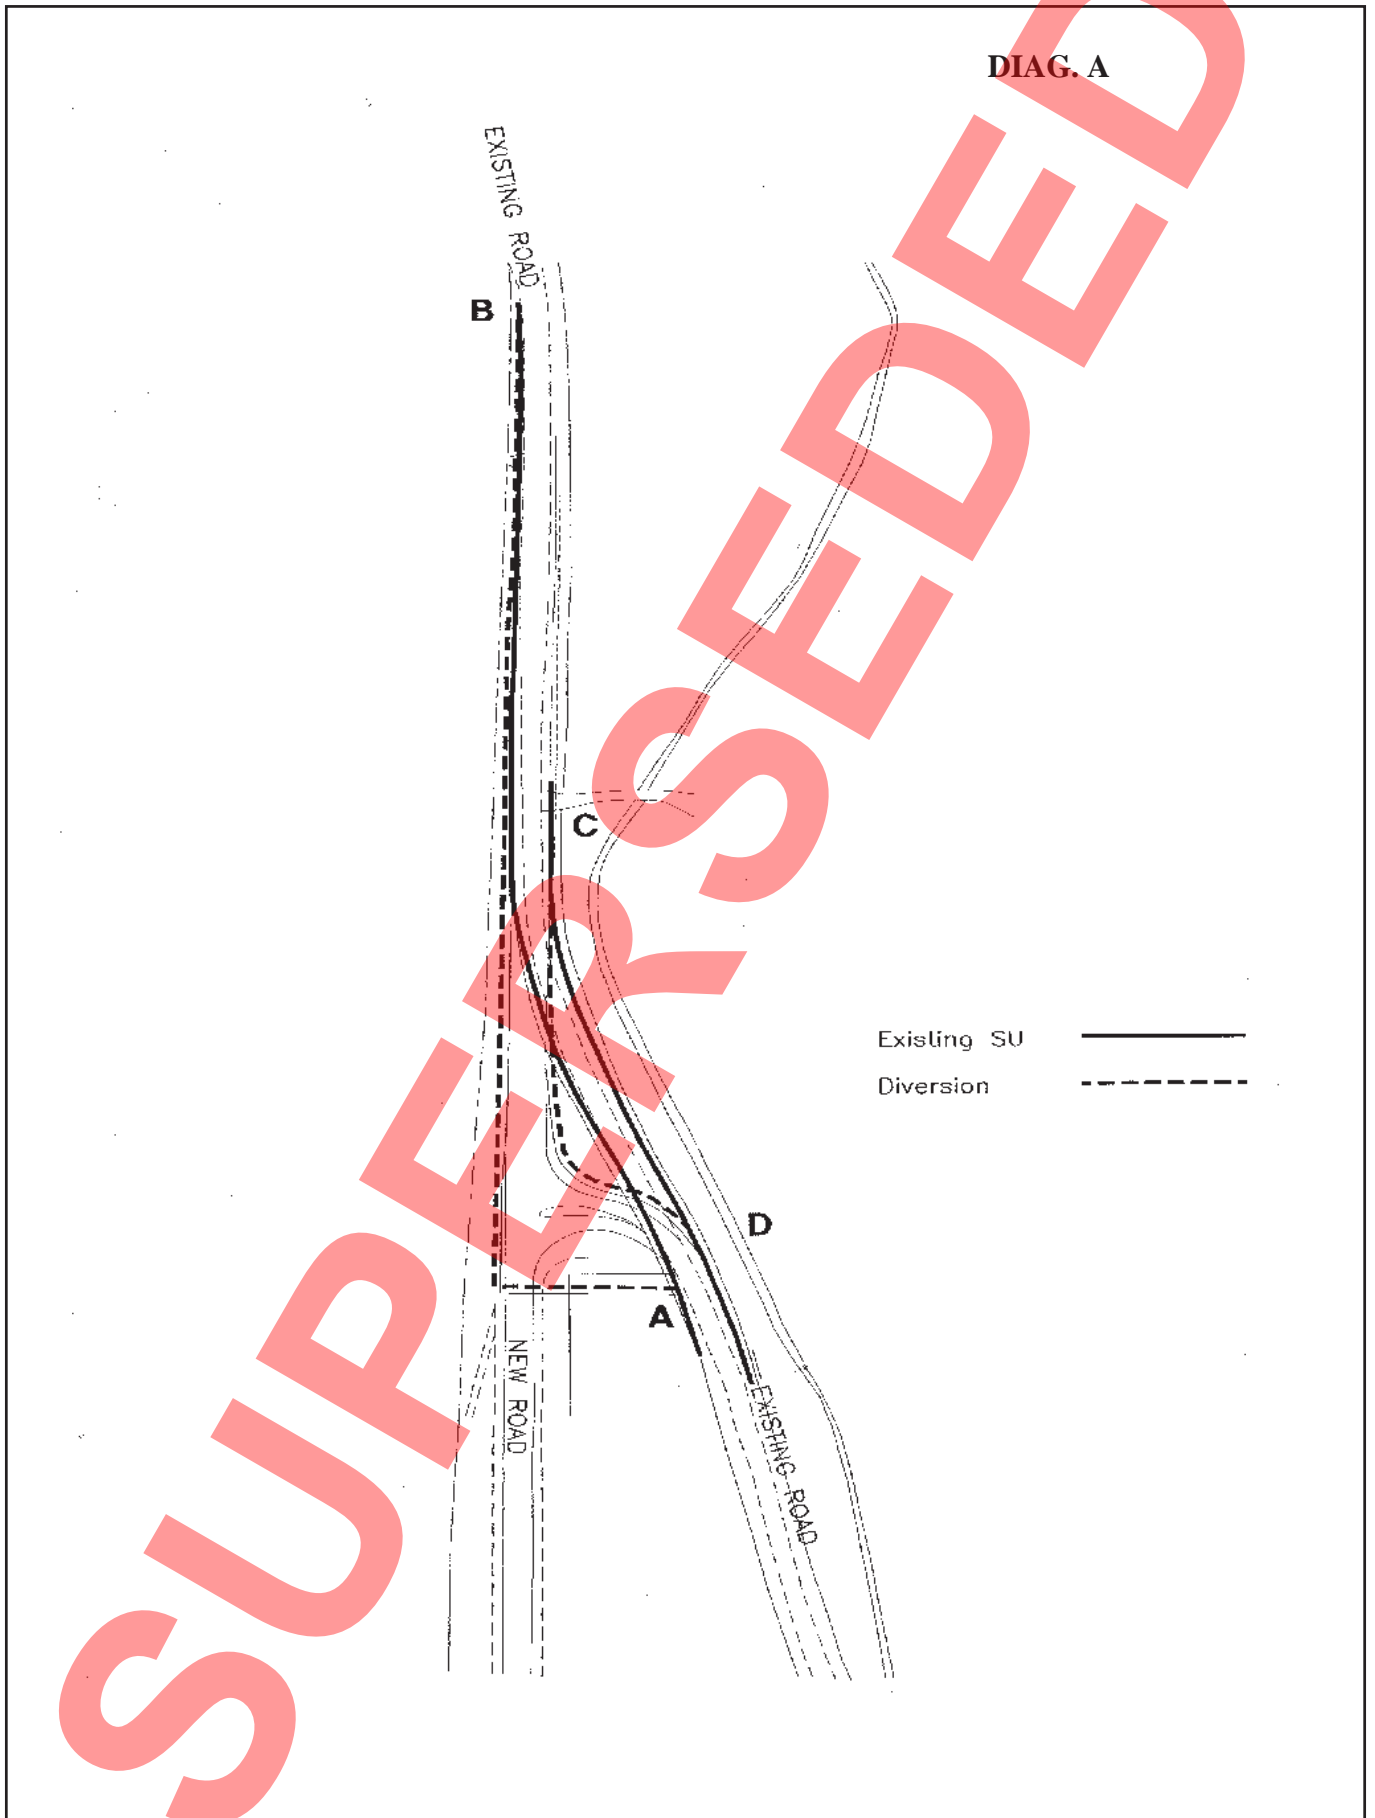 DIAG. A
EXISTING ROAD
B
C
Existing SU
Diversion
D
A
NEW ROAD
EXISTING ROAD
SUPERSEDED